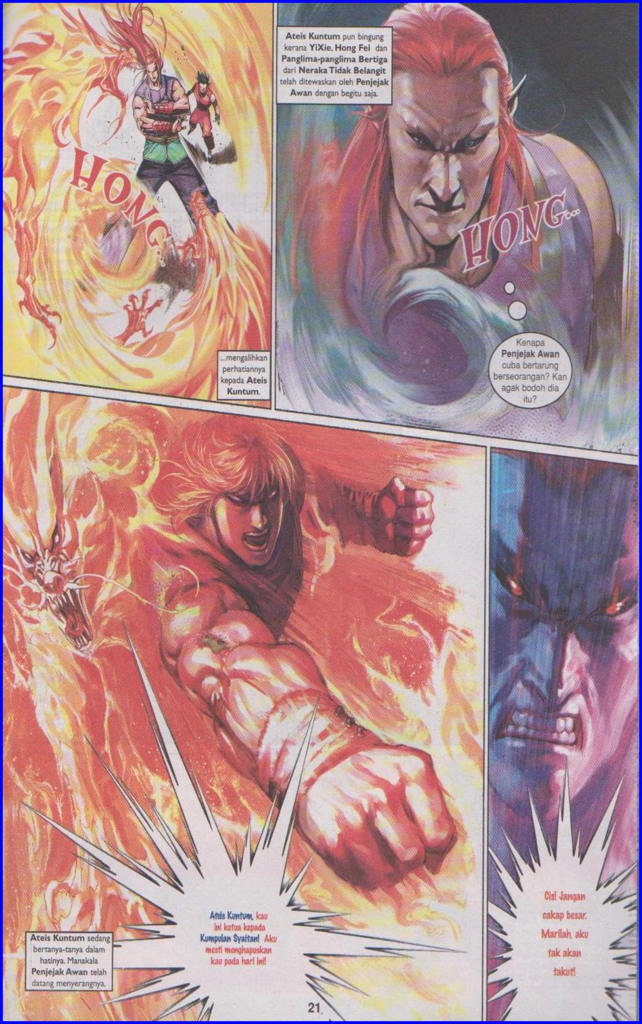 HONG...
...mengalihkan
perhatiannya
kepada Ateis
Kuntum.
Ateis Kuntum pun bingung
kerana YiXie, Hong Fei dan
Panglima-panglima Bertiga
dari Neraka Tidak Belangit
telah ditewaskan oleh Penjejak
Awan dengan begitu saja.
HONG...
Kenapa
Penjejak Awan
cuba bertarung
berseorangan? Kan
agak bodoh dia
itu?
Ateis Kuntum sedang
bertanya-tanya dalam
hatinya. Manakala
Penjejak Awan telah
datang menyerangnya.
Ateis Kuntum, kau
ini ketua kepada
Kumpulan Syaitan! Aku
mesti menghapuskan
kau pada hari ini!
Cis! Jangan
cakap besar.
Marilah, aku
tak akan
takut!
21